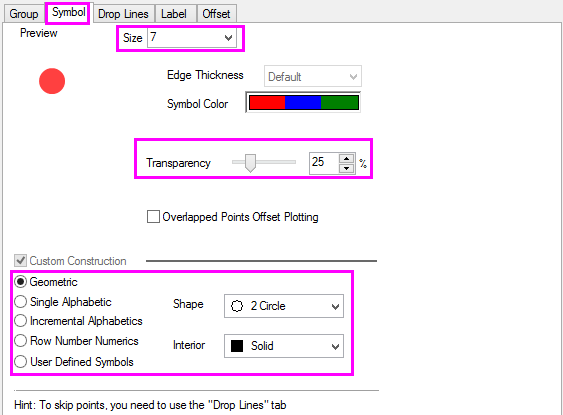 Group Symbol Drop Lines Label Offset
Preview
Size 7
Edge Thickness Default
Symbol Color
Transparency 25 %
Overlapped Points Offset Plotting
Custom Construction
Geometric
Single Alphabetic Shape 2 Circle
Incremental Alphabetics
Row Number Numerics Interior Solid
User Defined Symbols
Hint: To skip points, you need to use the "Drop Lines" tab